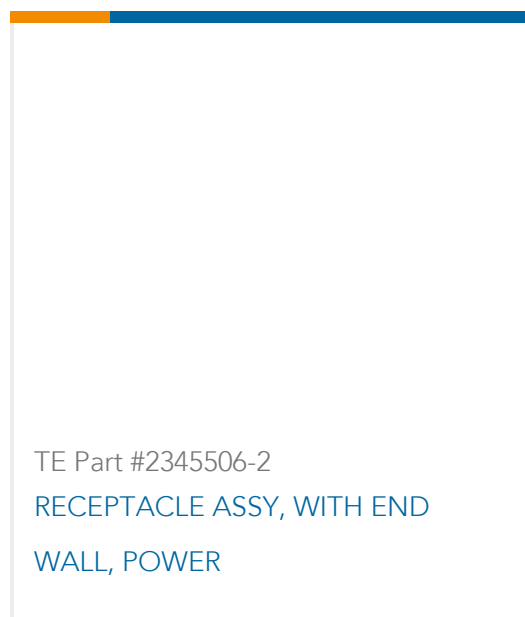 TE Part #2345506-2
RECEPTACLE ASSY, WITH END
WALL, POWER